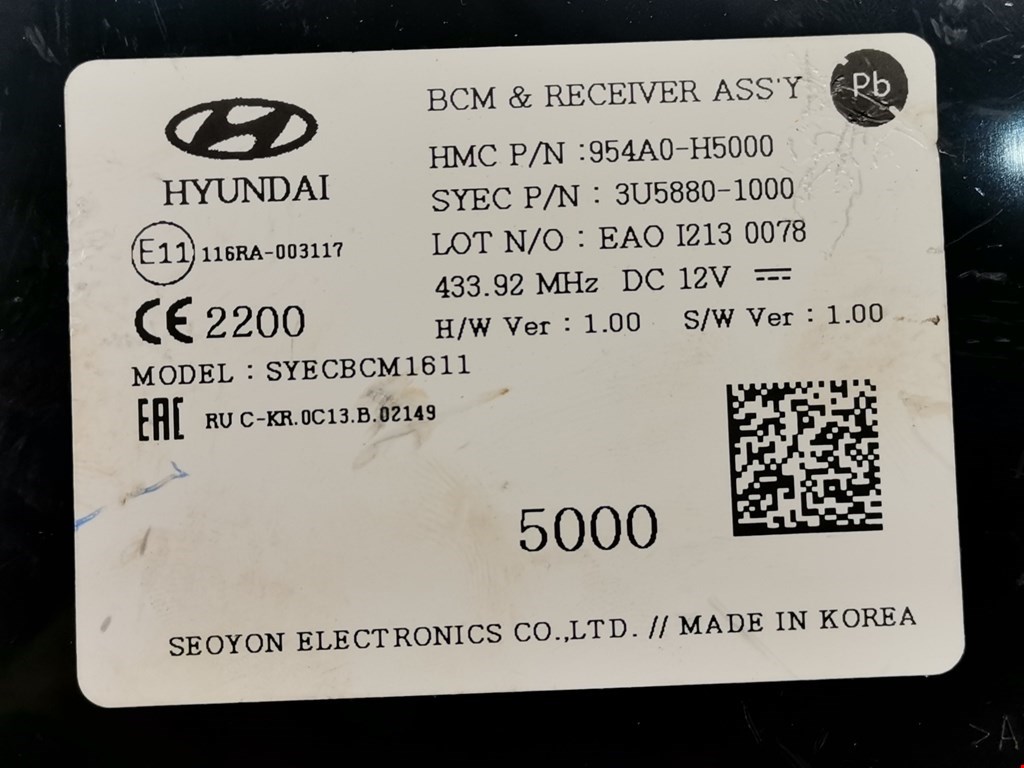 BCM & RECEIVER ASS'Y
Pb
HYUNDAI
HMC P/N :954A0-H5000
SYEC P/N : 3U5880-1000
LOT N/O : EAO I213 0078
E11 116RA-003117
433.92 MHz DC 12V
CE 2200
H/W Ver : 1.00 S/W Ver : 1.00
MODEL : SYECBCM1611
EAC RU C-KR.0C13.B.02149
5000
SEOYON ELECTRONICS CO.,LTD. // MADE IN KOREA
>A